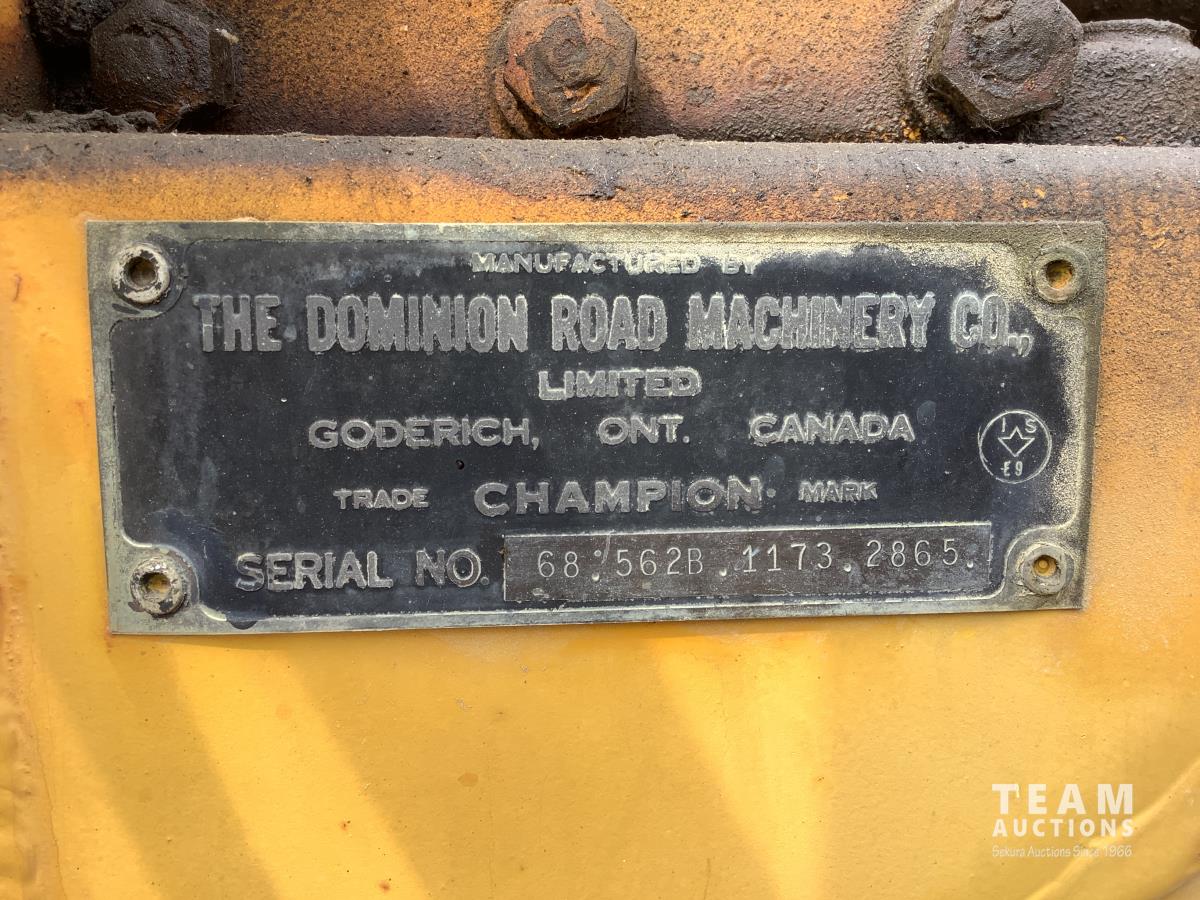 MANUFACTURED BY
THE DOMINION ROAD MACHINERY CO.,
LIMITED
GODERICH, ONT. CANADA
J S
E9
TRADE CHAMPION MARK
SERIAL NO. 68.562B.1173.2865.
TEAM
AUCTIONS
Sekura Auctions Since 1966